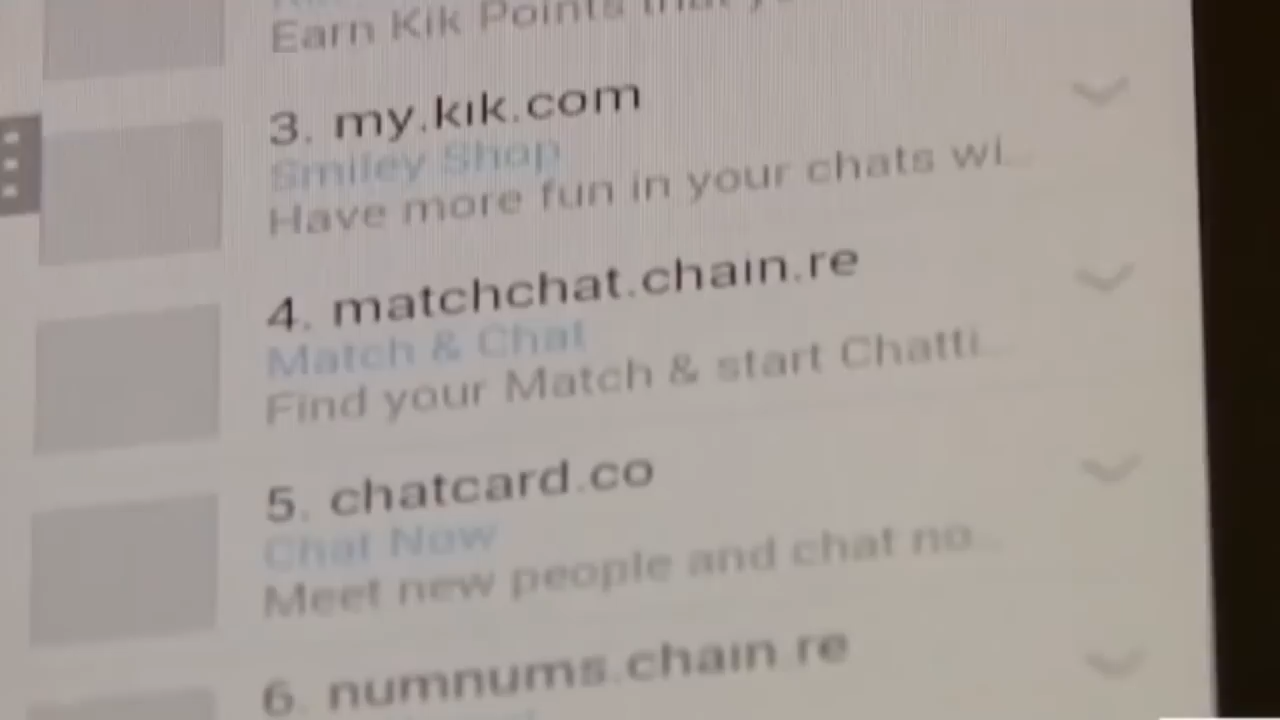 Earn Kik Points that
3. my.kik.com
Smiley Shop
Have more fun in your chats wi...
4. matchchat.chain.re
Match & Chat
Find your Match & start Chatti...
5. chatcard.co
Chat Now
Meet new people and chat no...
6. numnums.chain.re